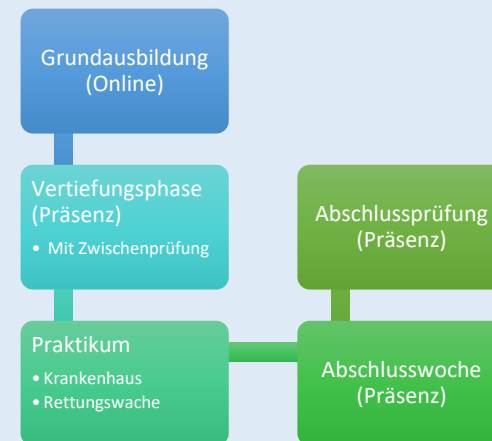 Grundausbildung
(Online)
Vertiefungsphase
(Präsenz)
• Mit Zwischenprüfung
Praktikum
• Krankenhaus
• Rettungswache
Abschlusswoche
(Präsenz)
Abschlussprüfung
(Präsenz)